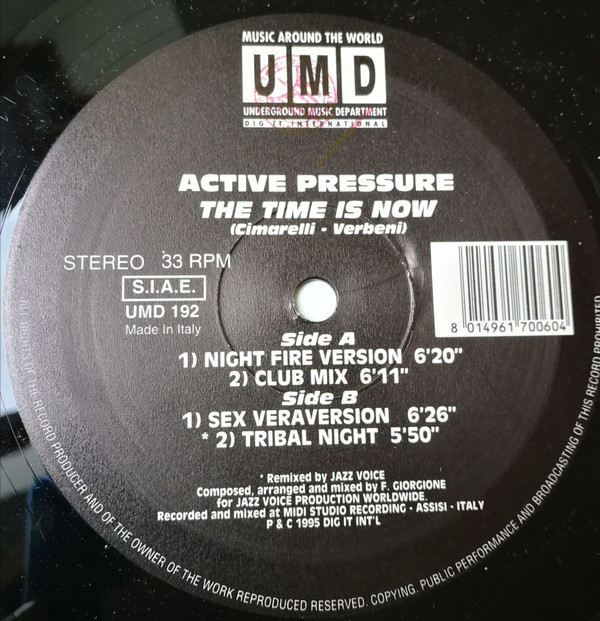 MUSIC AROUND THE WORLD
UMD
UNDERGROUND MUSIC DEPARTMENT
DIG IT INTERNATIONAL
ACTIVE PRESSURE
THE TIME IS NOW
(Cimarelli - Verbeni)
STEREO 33 RPM
S.I.A.E.
UMD 192
Made in Italy
8 014961 700604
Side A
1) NIGHT FIRE VERSION 6'20"
2) CLUB MIX 6'11"
Side B
1) SEX VERAVERSION 6'26"
* 2) TRIBAL NIGHT 5'50"
* Remixed by JAZZ VOICE
Composed, arranged and mixed by F. GIORGIONE
for JAZZ VOICE PRODUCTION WORLDWIDE.
Recorded and mixed at MIDI STUDIO RECORDING - ASSISI - ITALY
P & C 1995 DIG IT INT'L
ALL RIGHTS OF THE RECORD PRODUCER AND OF THE OWNER OF THE WORK REPRODUCED RESERVED. COPYING, PUBLIC PERFORMANCE AND BROADCASTING OF THIS RECORD PROHIBITED